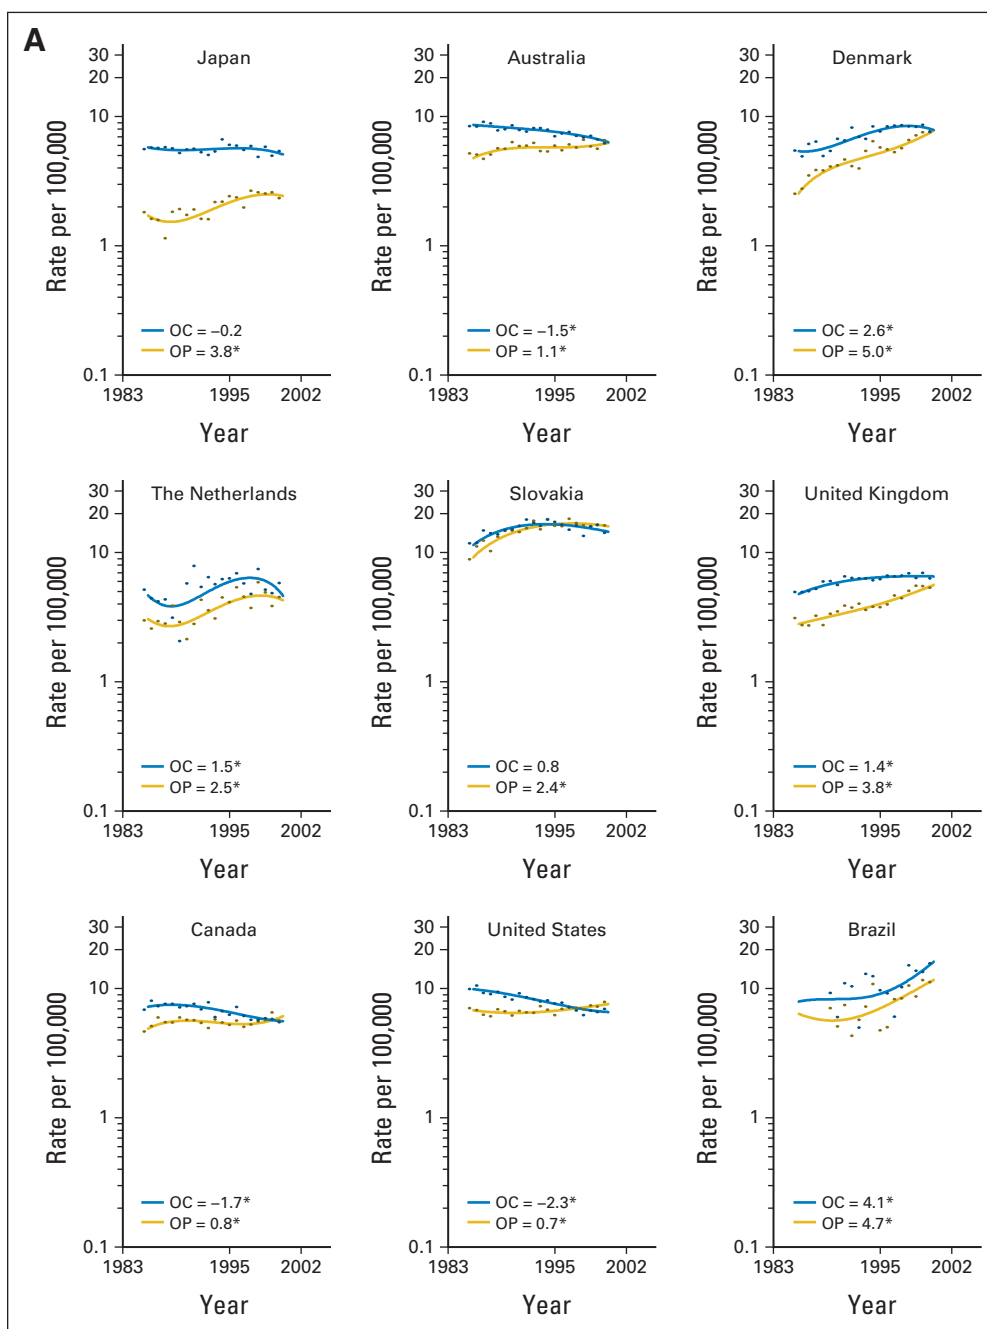 A
Japan
30
20
10
1
0.1
Rate per 100,000
OC = –0.2
OP = 3.8*
1983
1995
2002
Year
Australia
30
20
10
1
0.1
Rate per 100,000
OC = –1.5*
OP = 1.1*
1983
1995
2002
Year
Denmark
30
20
10
1
0.1
Rate per 100,000
OC = 2.6*
OP = 5.0*
1983
1995
2002
Year
The Netherlands
30
20
10
1
0.1
Rate per 100,000
OC = 1.5*
OP = 2.5*
1983
1995
2002
Year
Slovakia
30
20
10
1
0.1
Rate per 100,000
OC = 0.8
OP = 2.4*
1983
1995
2002
Year
United Kingdom
30
20
10
1
0.1
Rate per 100,000
OC = 1.4*
OP = 3.8*
1983
1995
2002
Year
Canada
30
20
10
1
0.1
Rate per 100,000
OC = –1.7*
OP = 0.8*
1983
1995
2002
Year
United States
30
20
10
1
0.1
Rate per 100,000
OC = –2.3*
OP = 0.7*
1983
1995
2002
Year
Brazil
30
20
10
1
0.1
Rate per 100,000
OC = 4.1*
OP = 4.7*
1983
1995
2002
Year